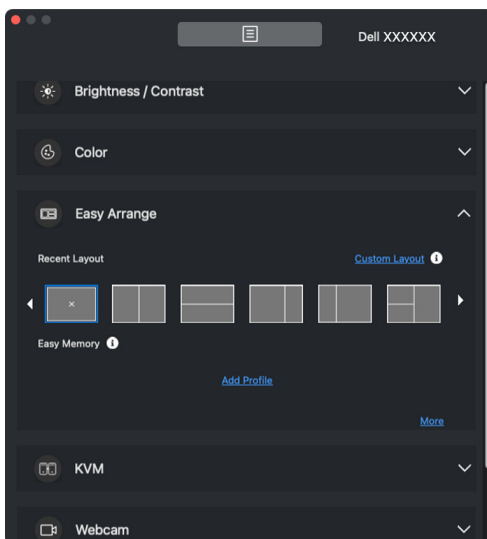 Dell XXXXXX
Brightness / Contrast
Color
Easy Arrange
Recent Layout
Custom Layout
Easy Memory
Add Profile
More
KVM
Webcam